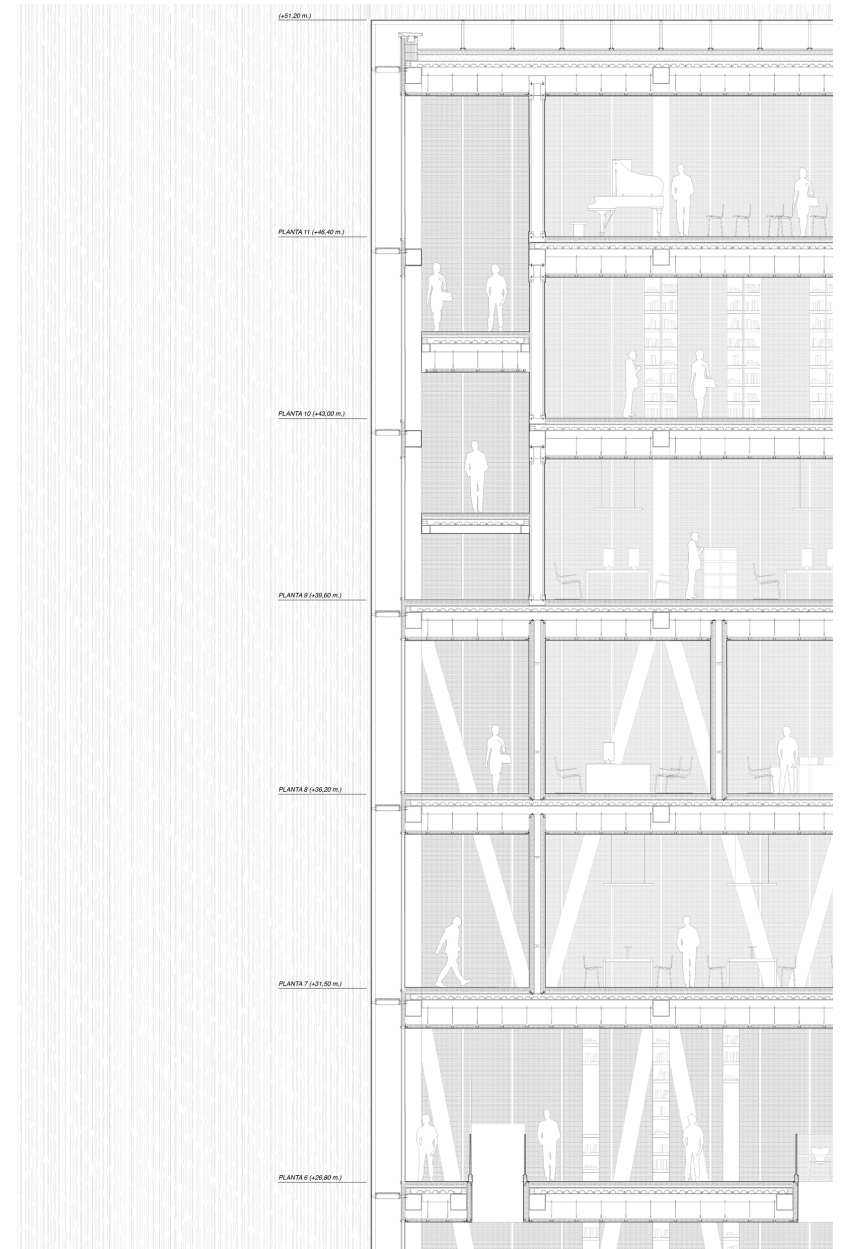 (+51,20 m.)
PLANTA 11 (+46,40 m.)
PLANTA 10 (+43,00 m.)
PLANTA 9 (+39,60 m.)
PLANTA 8 (+36,20 m.)
PLANTA 7 (+31,50 m.)
PLANTA 6 (+26,80 m.)